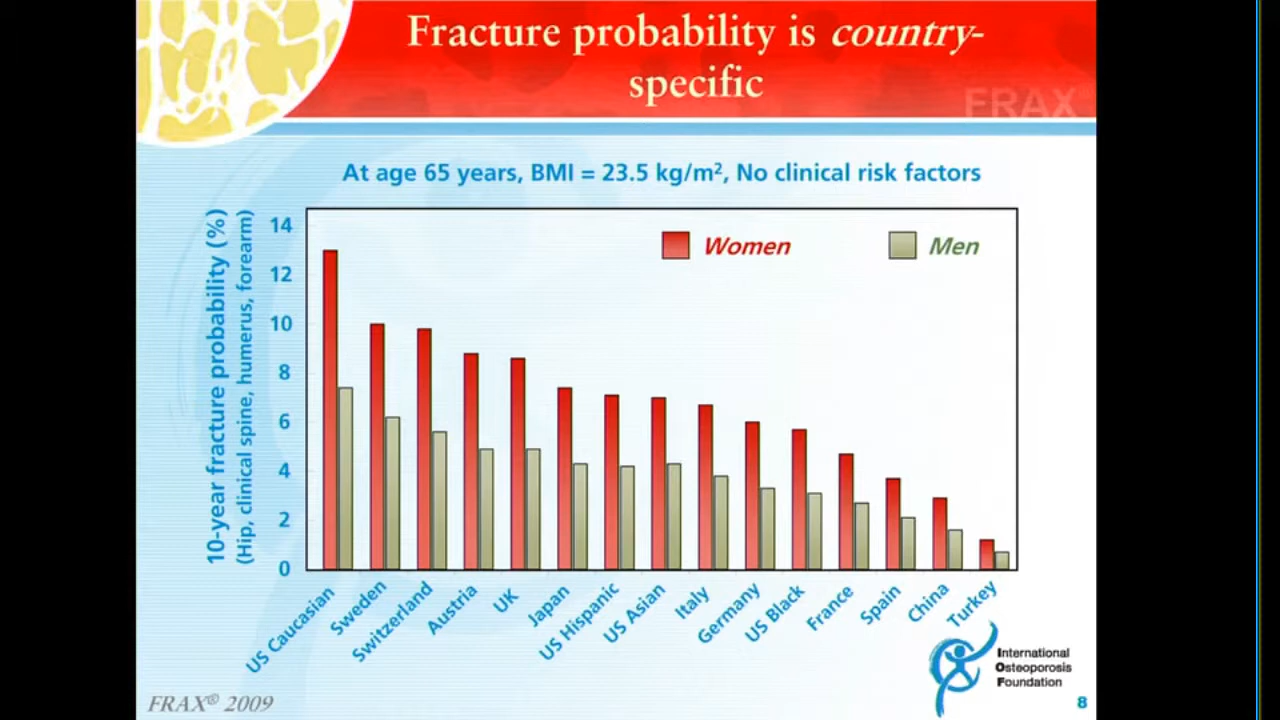 Fracture probability is country-
specific
FRAX
At age 65 years, BMI = 23.5 kg/m², No clinical risk factors
10-year fracture probability (%)
(Hip, clinical spine, humerus, forearm)
14
12
10
8
6
4
2
0
Women
Men
US Caucasian
Sweden
Switzerland
Austria
UK
Japan
US Hispanic
US Asian
Italy
Germany
US Black
France
Spain
China
Turkey
International
Osteoporosis
Foundation
FRAX® 2009
8